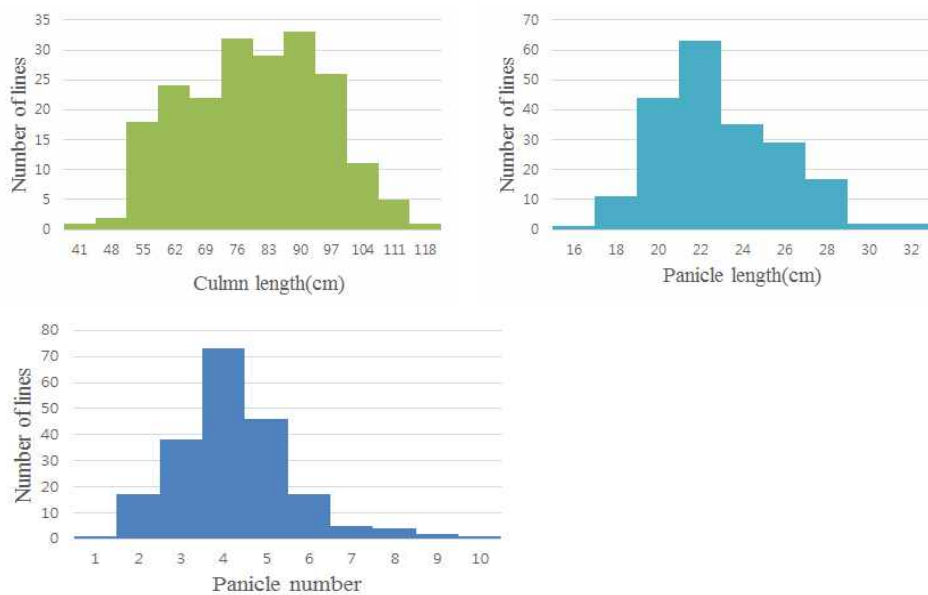 Number of lines
35
30
25
20
15
10
5
0
41 48 55 62 69 76 83 90 97 104 111 118
Culmn length(cm)
Number of lines
70
60
50
40
30
20
10
0
16 18 20 22 24 26 28 30 32
Panicle length(cm)
Number of lines
80
70
60
50
40
30
20
10
0
1 2 3 4 5 6 7 8 9 10
Panicle number